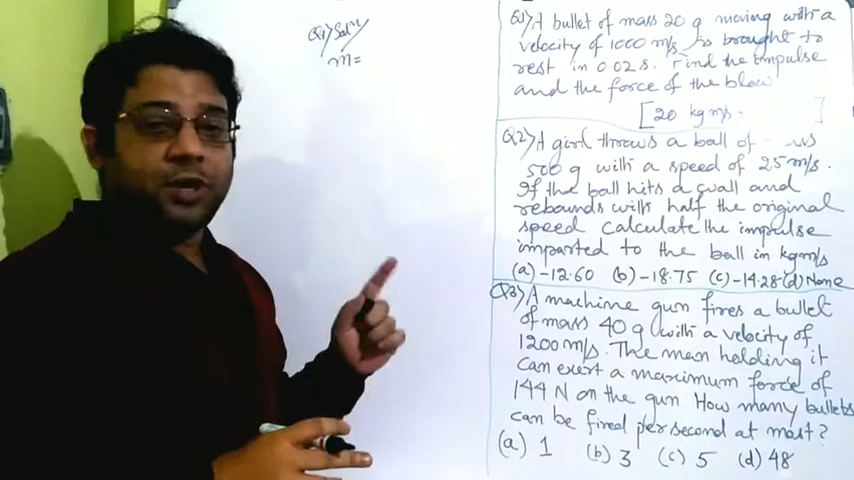 Q1) Solⁿ/
m=
Q1) A bullet of mass 20 g moving with a
velocity of 1000 m/s is brought to
rest in 0.02 s. Find the impulse
and the force of the blow
[20 kg m/s. ]
Q2) A girl throws a ball of
500 g with a speed of 25 m/s.
If the ball hits a wall and
rebounds with half the original
speed calculate the impulse
imparted to the ball in kgm/s
(a) -12.60 (b) -18.75 (c) -14.28 (d) None
Q3) A machine gun fires a bullet
of mass 40 g with a velocity of
1200 m/s. The man holding it
can exert a maximum force of
144 N on the gun How many bullets
can be fired per second at most?
(a) 1 (b) 3 (c) 5 (d) 48